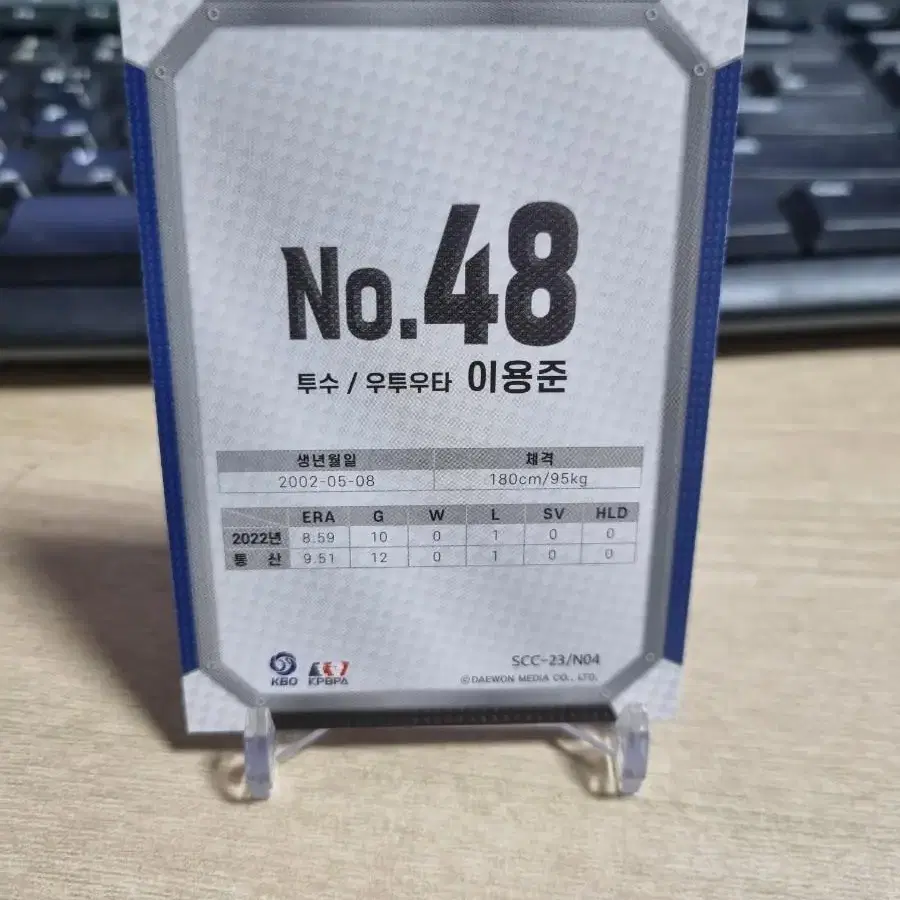 No.48
투수 / 우투우타 이용준
생년월일 체격
2002-05-08 180cm/95kg
ERA G W L SV HLD
2022년 8.59 10 0 1 0 0
통 산 9.51 12 0 1 0 0
SCC-23/N04
KBO KPBPA
©DAEWON MEDIA CO., LTD.